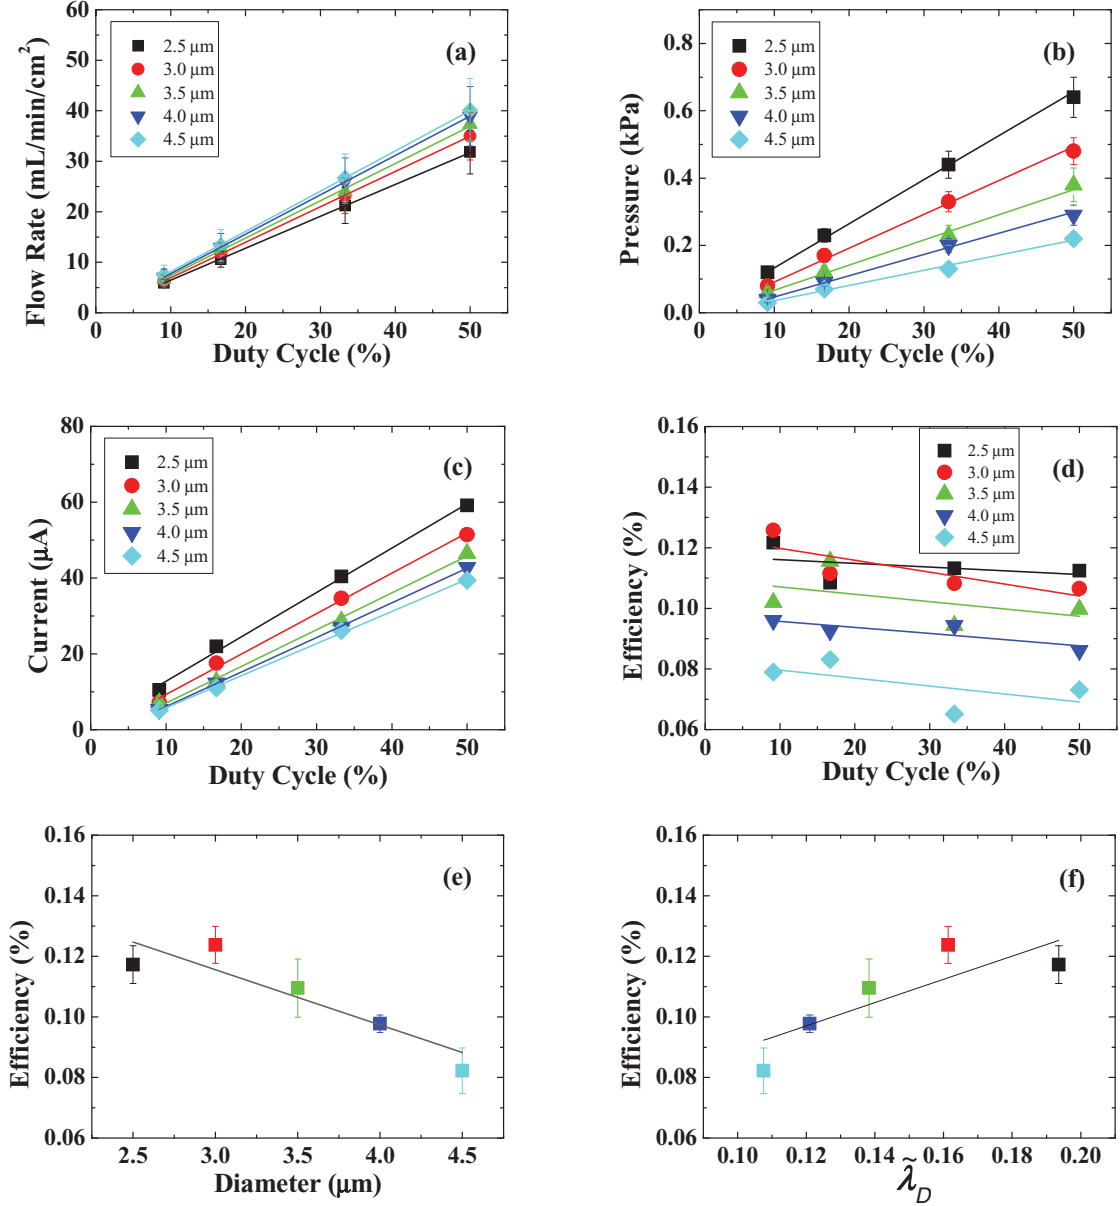 60
50
40
30
20
10
0
0 10 20 30 40 50
Flow Rate (mL/min/cm²)
Duty Cycle (%)
2.5 µm
3.0 µm
3.5 µm
4.0 µm
4.5 µm
(a)
0.8
0.6
0.4
0.2
0.0
0 10 20 30 40 50
Pressure (kPa)
Duty Cycle (%)
2.5 µm
3.0 µm
3.5 µm
4.0 µm
4.5 µm
(b)
80
60
40
20
0
0 10 20 30 40 50
Current (µA)
Duty Cycle (%)
2.5 µm
3.0 µm
3.5 µm
4.0 µm
4.5 µm
(c)
0.16
0.14
0.12
0.10
0.08
0.06
0 10 20 30 40 50
Efficiency (%)
Duty Cycle (%)
2.5 µm
3.0 µm
3.5 µm
4.0 µm
4.5 µm
(d)
0.16
0.14
0.12
0.10
0.08
0.06
2.5 3.0 3.5 4.0 4.5
Efficiency (%)
Diameter (µm)
(e)
0.16
0.14
0.12
0.10
0.08
0.06
0.10 0.12 0.14 0.16 0.18 0.20
Efficiency (%)
λ̃_D
(f)